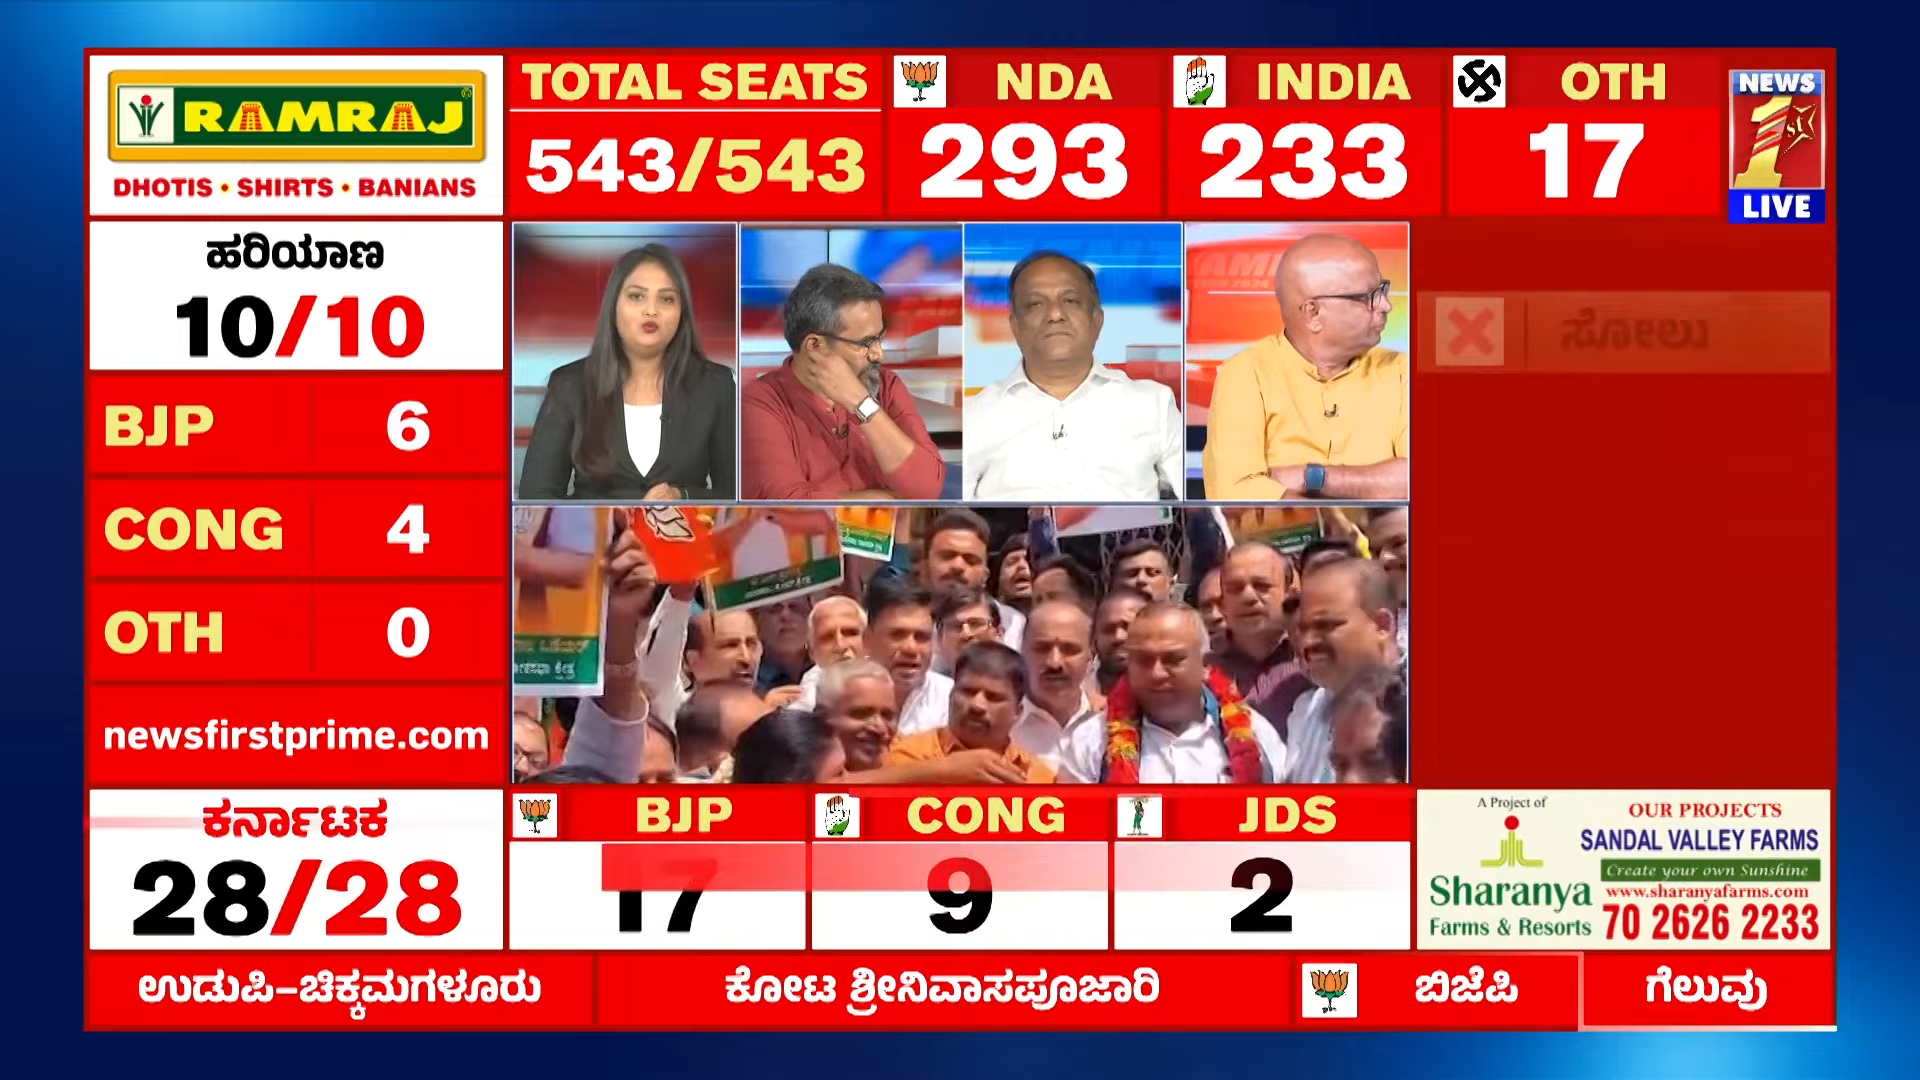 RAMRAJ
DHOTIS • SHIRTS • BANIANS
TOTAL SEATS
543/543
NDA
293
INDIA
233
OTH
17
NEWS
1st
LIVE
ಹರಿಯಾಣ
10/10
BJP 6
CONG 4
OTH 0
newsfirstprime.com
ಸೋಲು
ಕರ್ನಾಟಕ
28/28
BJP
17
CONG
9
JDS
2
A Project of
Sharanya
Farms & Resorts
OUR PROJECTS
SANDAL VALLEY FARMS
Create your own Sunshine
www.sharanyafarms.com
70 2626 2233
ಉಡುಪಿ-ಚಿಕ್ಕಮಗಳೂರು ಕೋಟ ಶ್ರೀನಿವಾಸಪೂಜಾರಿ ಬಿಜೆಪಿ ಗೆಲುವು